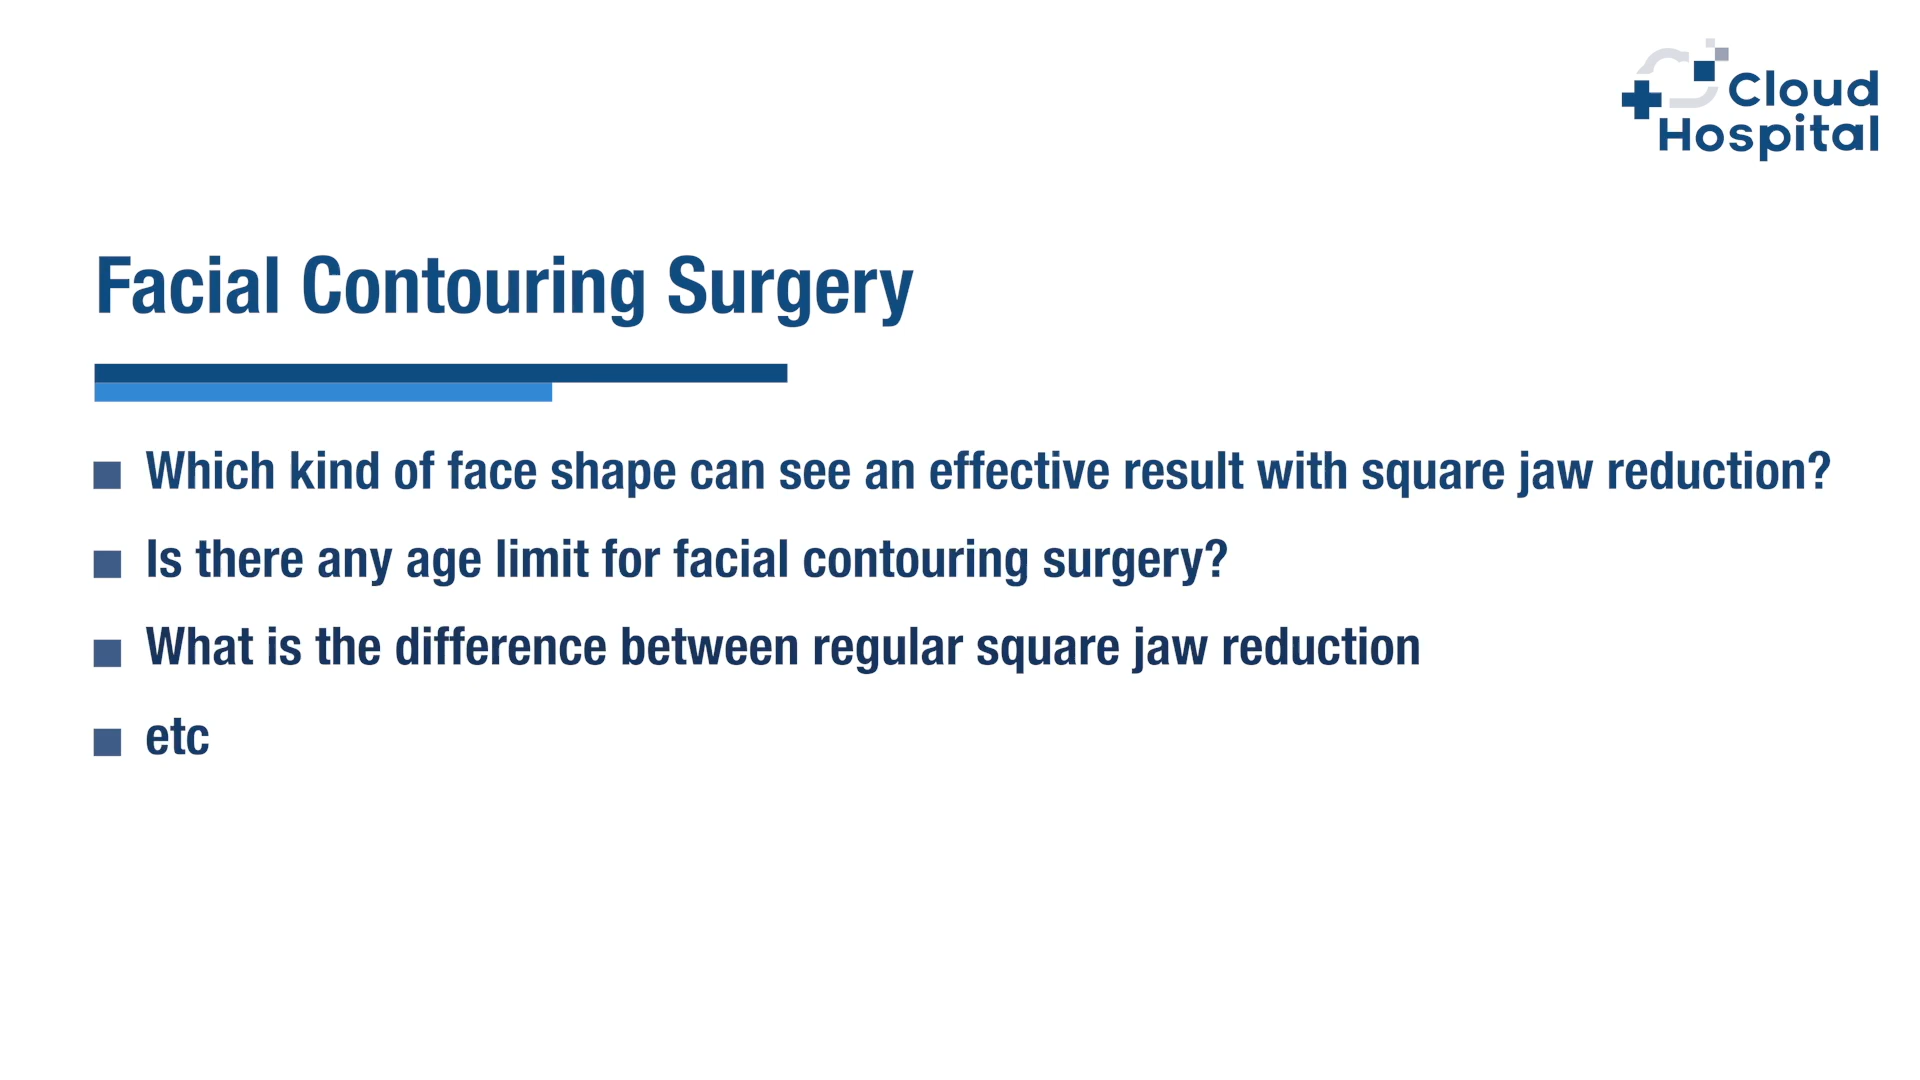 Cloud
Hospital
Facial Contouring Surgery
Which kind of face shape can see an effective result with square jaw reduction?
Is there any age limit for facial contouring surgery?
What is the difference between regular square jaw reduction
etc